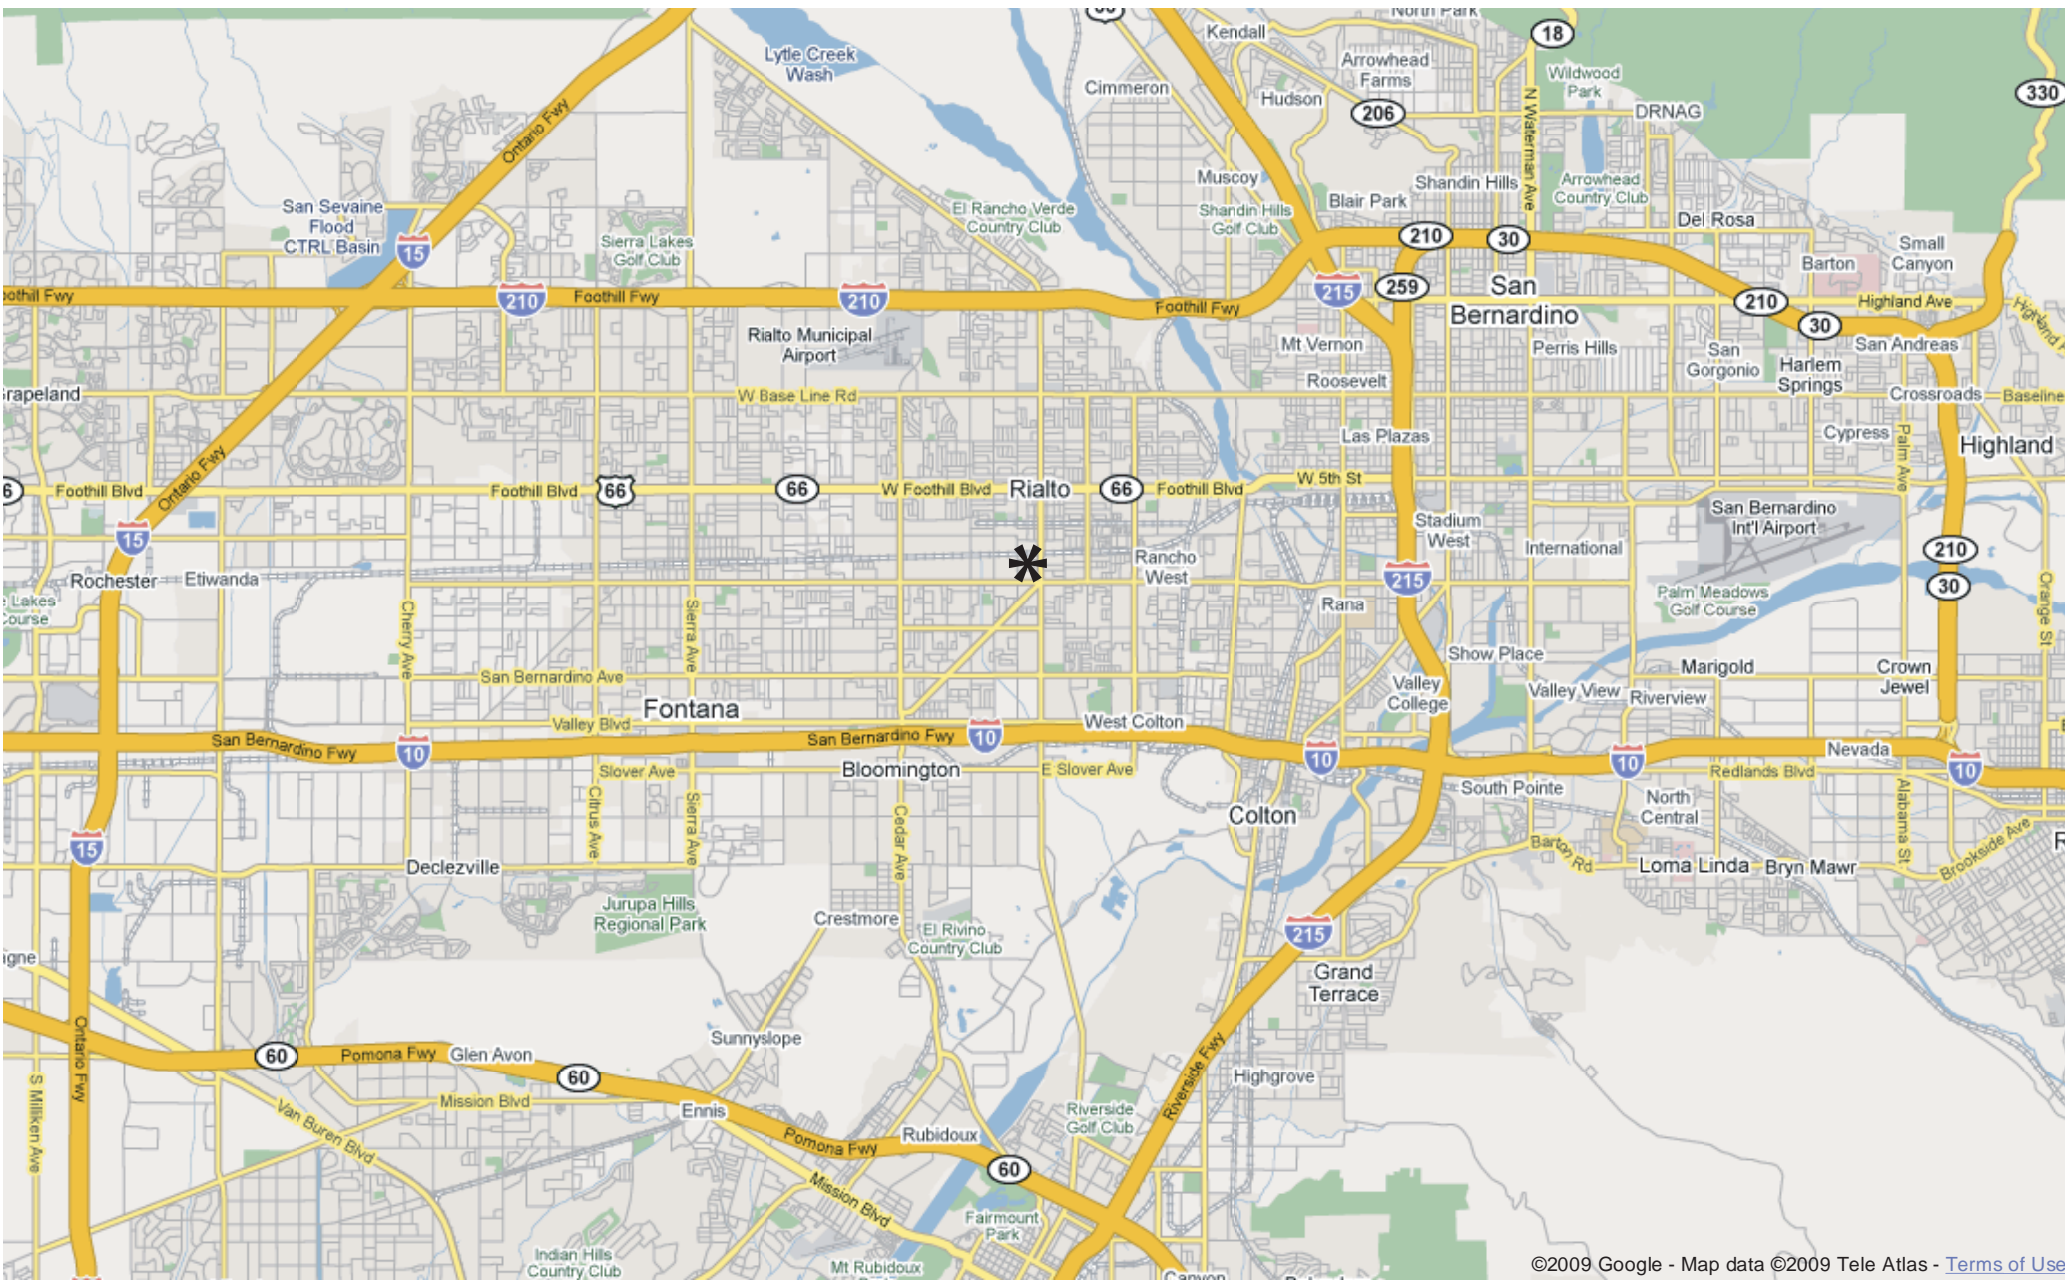 North Park
Kendall
18
Lytle Creek
Wash
Arrowhead
Farms
Wildwood
Park
Cimmeron
Hudson
330
206
DRNAG
Ontario Fwy
N Waterman Ave
Muscoy
Shandin Hills
Arrowhead
Country Club
Blair Park
San Sevaine
Flood
CTRL Basin
El Rancho Verde
Country Club
Shandin Hills
Golf Club
Del Rosa
15
Sierra Lakes
Golf Club
210
30
Small
Canyon
Barton
Foothill Fwy
210
Foothill Fwy
210
Foothill Fwy
215
259
San
Bernardino
210
Highland Ave
30
Rialto Municipal
Airport
Mt Vernon
Perris Hills
San
Gorgonio
Harlem
Springs
San Andreas
Roosevelt
W Base Line Rd
Crossroads
Baseline
Las Plazas
Cypress
Palm Ave
Highland
Ontario Fwy
Foothill Blvd
Foothill Blvd
66
66
W Foothill Blvd
Rialto
66
Foothill Blvd
W 5th St
San Bernardino
Int'l Airport
15
Stadium
West
International
210
Rochester
Etiwanda
*
Rancho
West
215
30
Lakes
Course
Cherry Ave
Sierra Ave
Rana
Palm Meadows
Golf Course
Orange St
Show Place
San Bernardino Ave
Marigold
Crown
Jewel
Fontana
Valley
College
Valley View
Riverview
Valley Blvd
West Colton
San Bernardino Fwy
10
San Bernardino Fwy
10
10
10
Nevada
10
Slover Ave
Bloomington
E Slover Ave
Redlands Blvd
South Pointe
Citrus Ave
Sierra Ave
Cedar Ave
Colton
North
Central
Alabama St
15
Barton Rd
Brookside Ave
Declezville
Loma Linda
Bryn Mawr
Jurupa Hills
Regional Park
Crestmore
El Rivino
Country Club
215
Grand
Terrace
Ontario Fwy
Sunnyslope
60
Pomona Fwy
Glen Avon
60
Riverside Fwy
Highgrove
S Milliken Ave
Van Buren Blvd
Mission Blvd
Ennis
Riverside
Golf Club
Pomona Fwy
Rubidoux
60
Mission Blvd
Fairmount
Park
Indian Hills
Country Club
Mt Rubidoux
Canyon
©2009 Google - Map data ©2009 Tele Atlas - Terms of Use